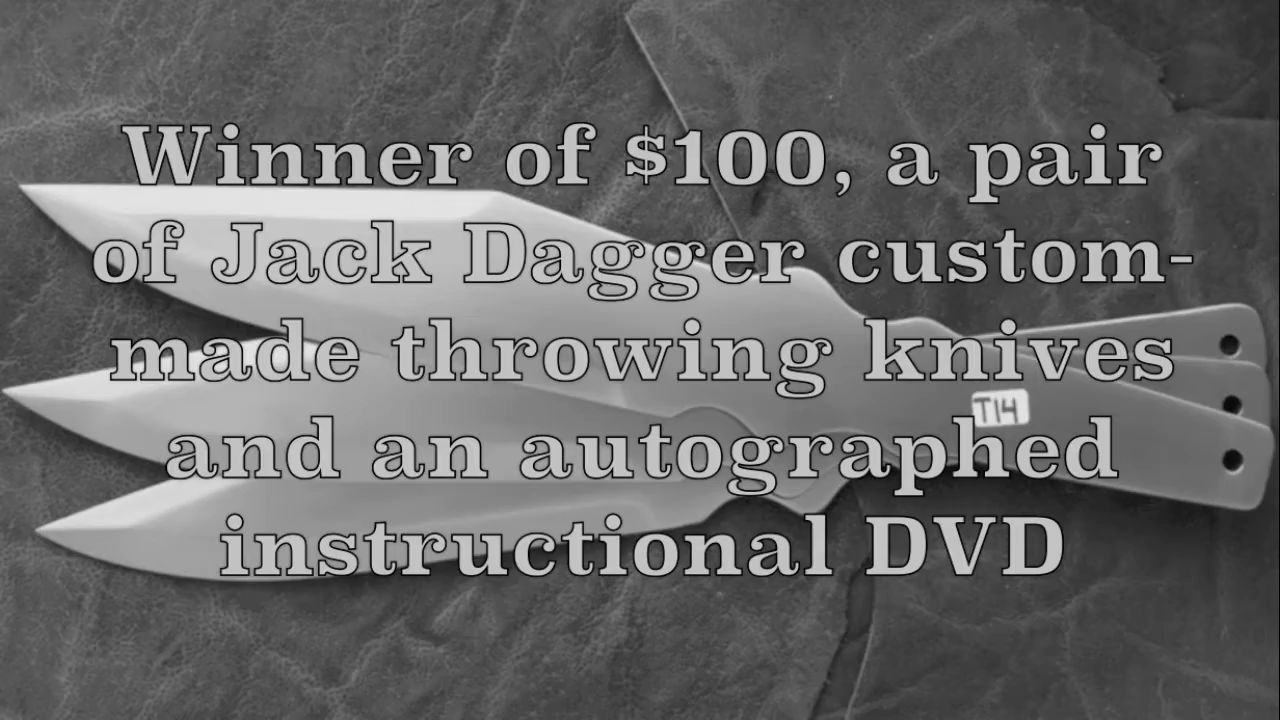 Winner of $100, a pair
of Jack Dagger custom-
made throwing knives
and an autographed
instructional DVD
T14